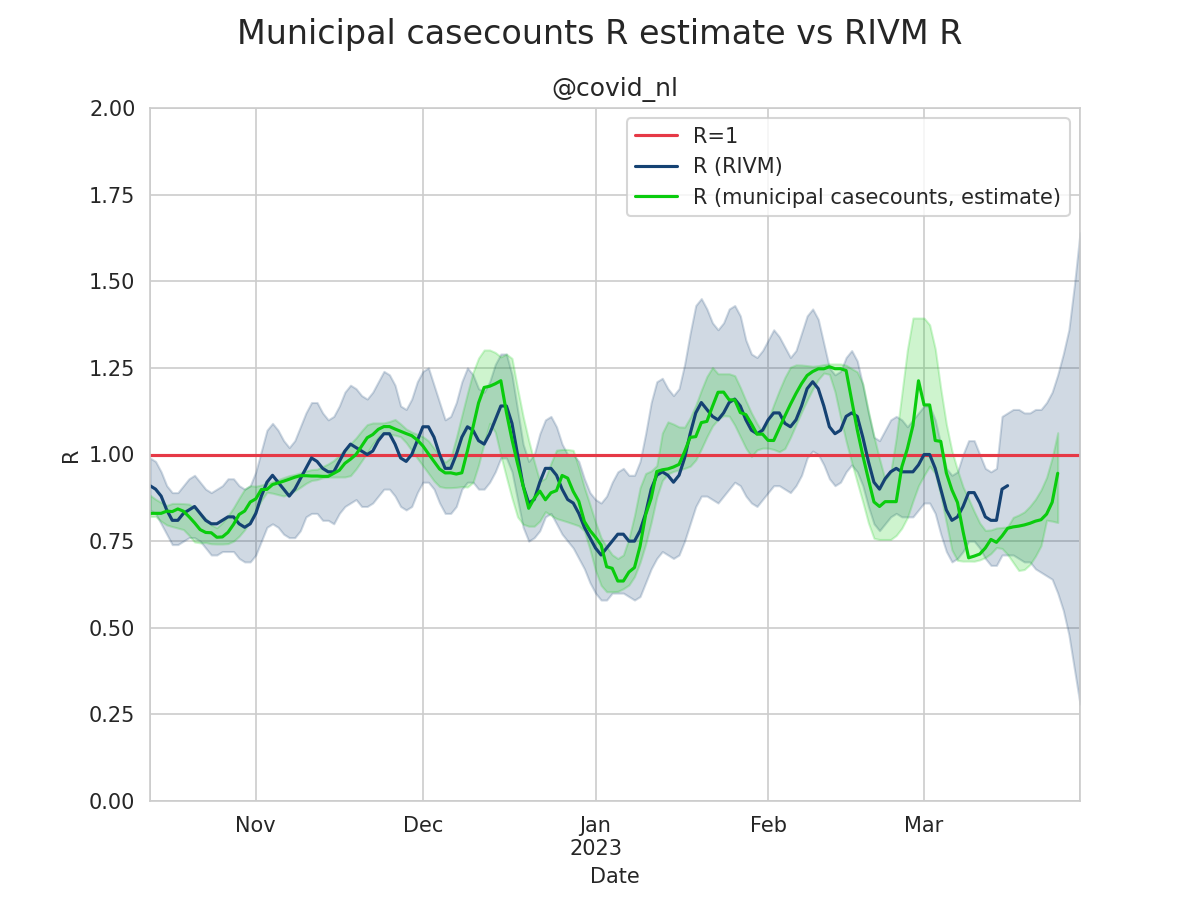 Municipal casecounts R estimate vs RIVM R
@covid_nl
R=1
R (RIVM)
R (municipal casecounts, estimate)
2.00
1.75
1.50
1.25
1.00
0.75
0.50
0.25
0.00
R
Nov Dec Jan Feb Mar
2023
Date